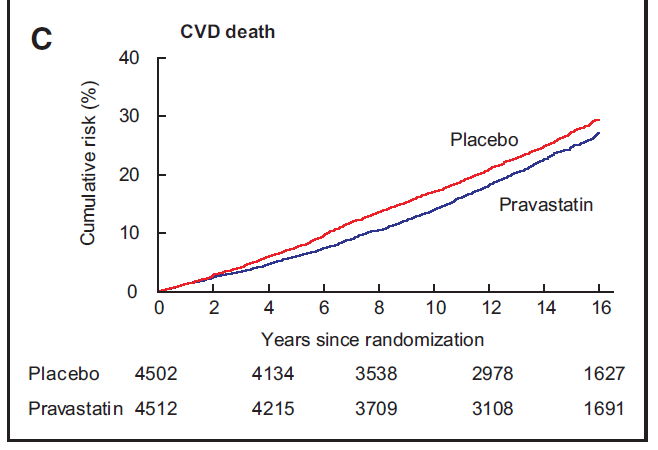 C
CVD death
Cumulative risk (%)
40
30
20
10
0
Placebo
Pravastatin
0 2 4 6 8 10 12 14 16
Years since randomization
Placebo 4502 4134 3538 2978 1627
Pravastatin 4512 4215 3709 3108 1691